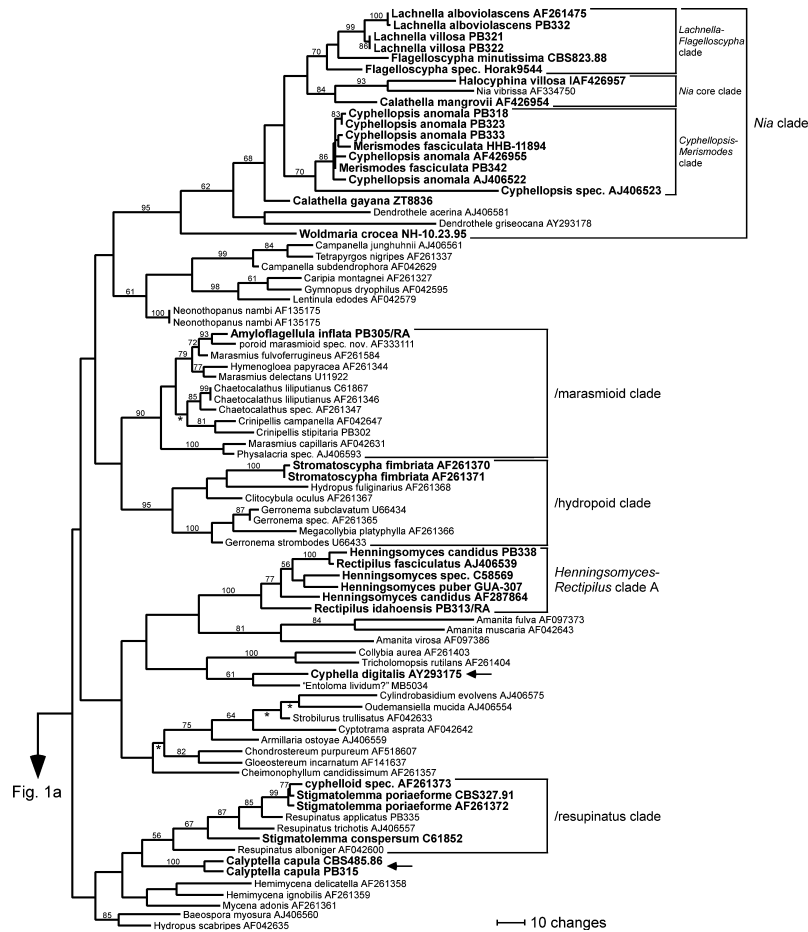 Lachnella alboviolascens AF261475
Lachnella alboviolascens PB332
Lachnella villosa PB321
Lachnella villosa PB322
Flagelloscypha minutissima CBS823.88
Flagelloscypha spec. Horak9544
Lachnella-
Flagelloscypha
clade
Halocyphina villosa IAF426957
Nia vibrissa AF334750
Calathella mangrovii AF426954
Nia core clade
Cyphellopsis anomala PB318
Cyphellopsis anomala PB323
Cyphellopsis anomala PB333
Merismodes fasciculata HHB-11894
Cyphellopsis anomala AF426955
Merismodes fasciculata PB342
Cyphellopsis anomala AJ406522
Cyphellopsis spec. AJ406523
Cyphellopsis-
Merismodes
clade
Nia clade
Calathella gayana ZT8836
Dendrothele acerina AJ406581
Dendrothele griseocana AY293178
Woldmaria crocea NH-10.23.95
100
99
86
70
93
84
83
86
70
68
62
95
Campanella junghuhnii AJ406561
Tetrapyrgos nigripes AF261337
Campanella subdendrophora AF042629
Caripia montagnei AF261327
Gymnopus dryophilus AF042595
Lentinula edodes AF042579
Neonothopanus nambi AF135175
Neonothopanus nambi AF135175
84
99
61
98
61
100
Amyloflagellula inflata PB305/RA
poroid marasmioid spec. nov. AF333111
Marasmius fulvoferrugineus AF261584
Hymenogloea papyracea AF261344
Marasmius delectans U11922
Chaetocalathus liliputianus C61867
Chaetocalathus liliputianus AF261346
Chaetocalathus spec. AF261347
Crinipellis campanella AF042647
Crinipellis stipitaria PB302
Marasmius capillaris AF042631
Physalacria spec. AJ406593
/marasmioid clade
93
72
79
77
99
85
*
81
90
100
Stromatoscypha fimbriata AF261370
Stromatoscypha fimbriata AF261371
Hydropus fuliginarius AF261368
Clitocybula oculus AF261367
Gerronema subclavatum U66434
Gerronema spec. AF261365
Megacollybia platyphylla AF261366
Gerronema strombodes U66433
/hydropoid clade
100
95
87
100
Henningsomyces candidus PB338
Rectipilus fasciculatus AJ406539
Henningsomyces spec. C58569
Henningsomyces puber GUA-307
Henningsomyces candidus AF287864
Rectipilus idahoensis PB313/RA
Henningsomyces-
Rectipilus clade A
100
56
77
100
Amanita fulva AF097373
Amanita muscaria AF042643
Amanita virosa AF097386
84
81
Collybia aurea AF261403
Tricholomopsis rutilans AF261404
Cyphella digitalis AY293175
"Entoloma lividum?" MB5034
100
61
Cylindrobasidium evolvens AJ406575
Oudemansiella mucida AJ406554
Strobilurus trullisatus AF042633
Cyptotrama asprata AF042642
Armillaria ostoyae AJ406559
Chondrostereum purpureum AF518607
Gloeostereum incarnatum AF141637
Cheimonophyllum candidissimum AF261357
*
*
64
75
*
82
Fig. 1a
cyphelloid spec. AF261373
Stigmatolemma poriaeforme CBS327.91
Stigmatolemma poriaeforme AF261372
Resupinatus applicatus PB335
Resupinatus trichotis AJ406557
Stigmatolemma conspersum C61852
Resupinatus alboniger AF042600
/resupinatus clade
77
99
85
87
67
56
Calyptella capula CBS485.86
Calyptella capula PB315
100
Hemimycena delicatella AF261358
Hemimycena ignobilis AF261359
Mycena adonis AF261361
Baeospora myosura AJ406560
Hydropus scabripes AF042635
85
10 changes